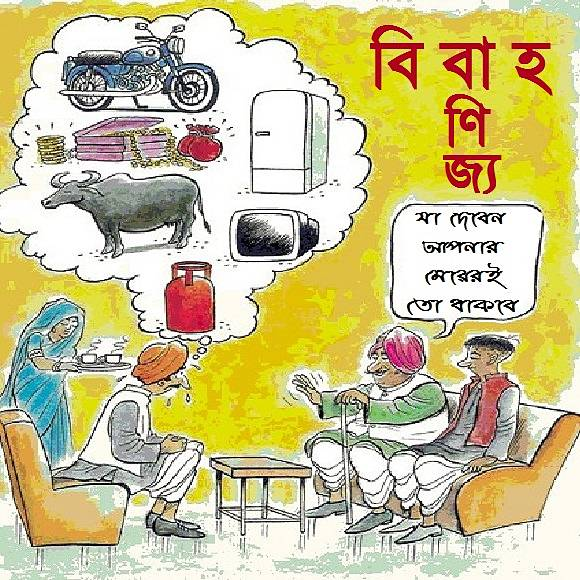 বি বা হ
ণি
জ্য
যা দেবেন
আপনার
মেয়েরই
তো থাকবে